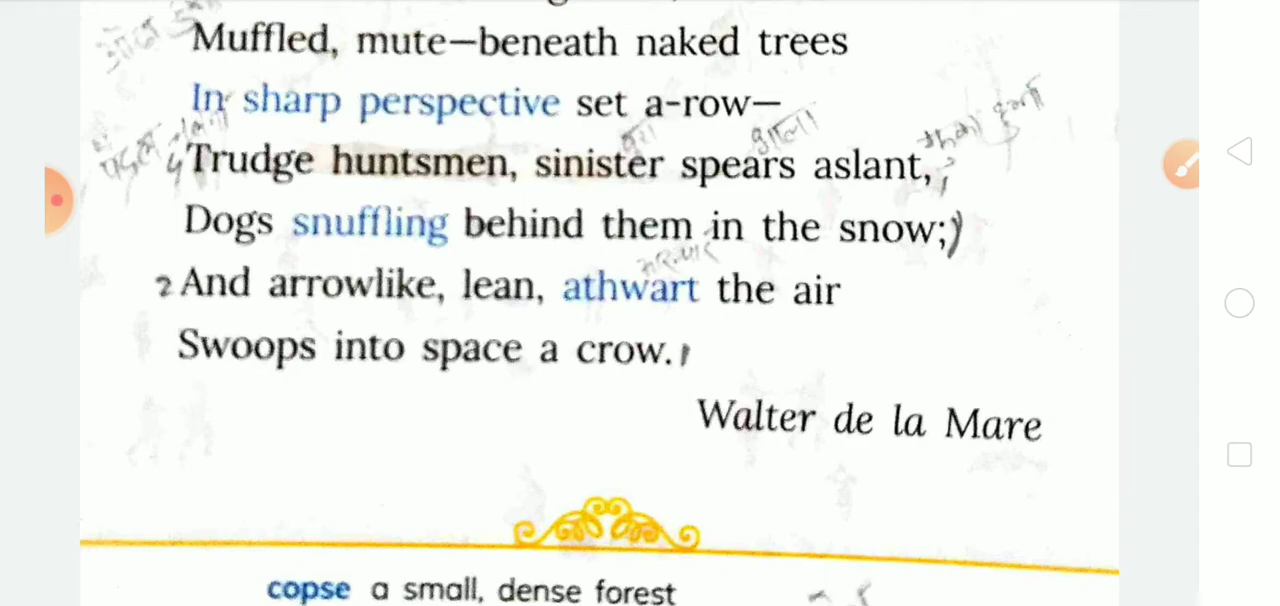 Muffled, mute—beneath naked trees
In sharp perspective set a-row—
Trudge huntsmen, sinister spears aslant,
Dogs snuffling behind them in the snow;)
2 And arrowlike, lean, athwart the air
Swoops into space a crow.
Walter de la Mare
copse a small, dense forest